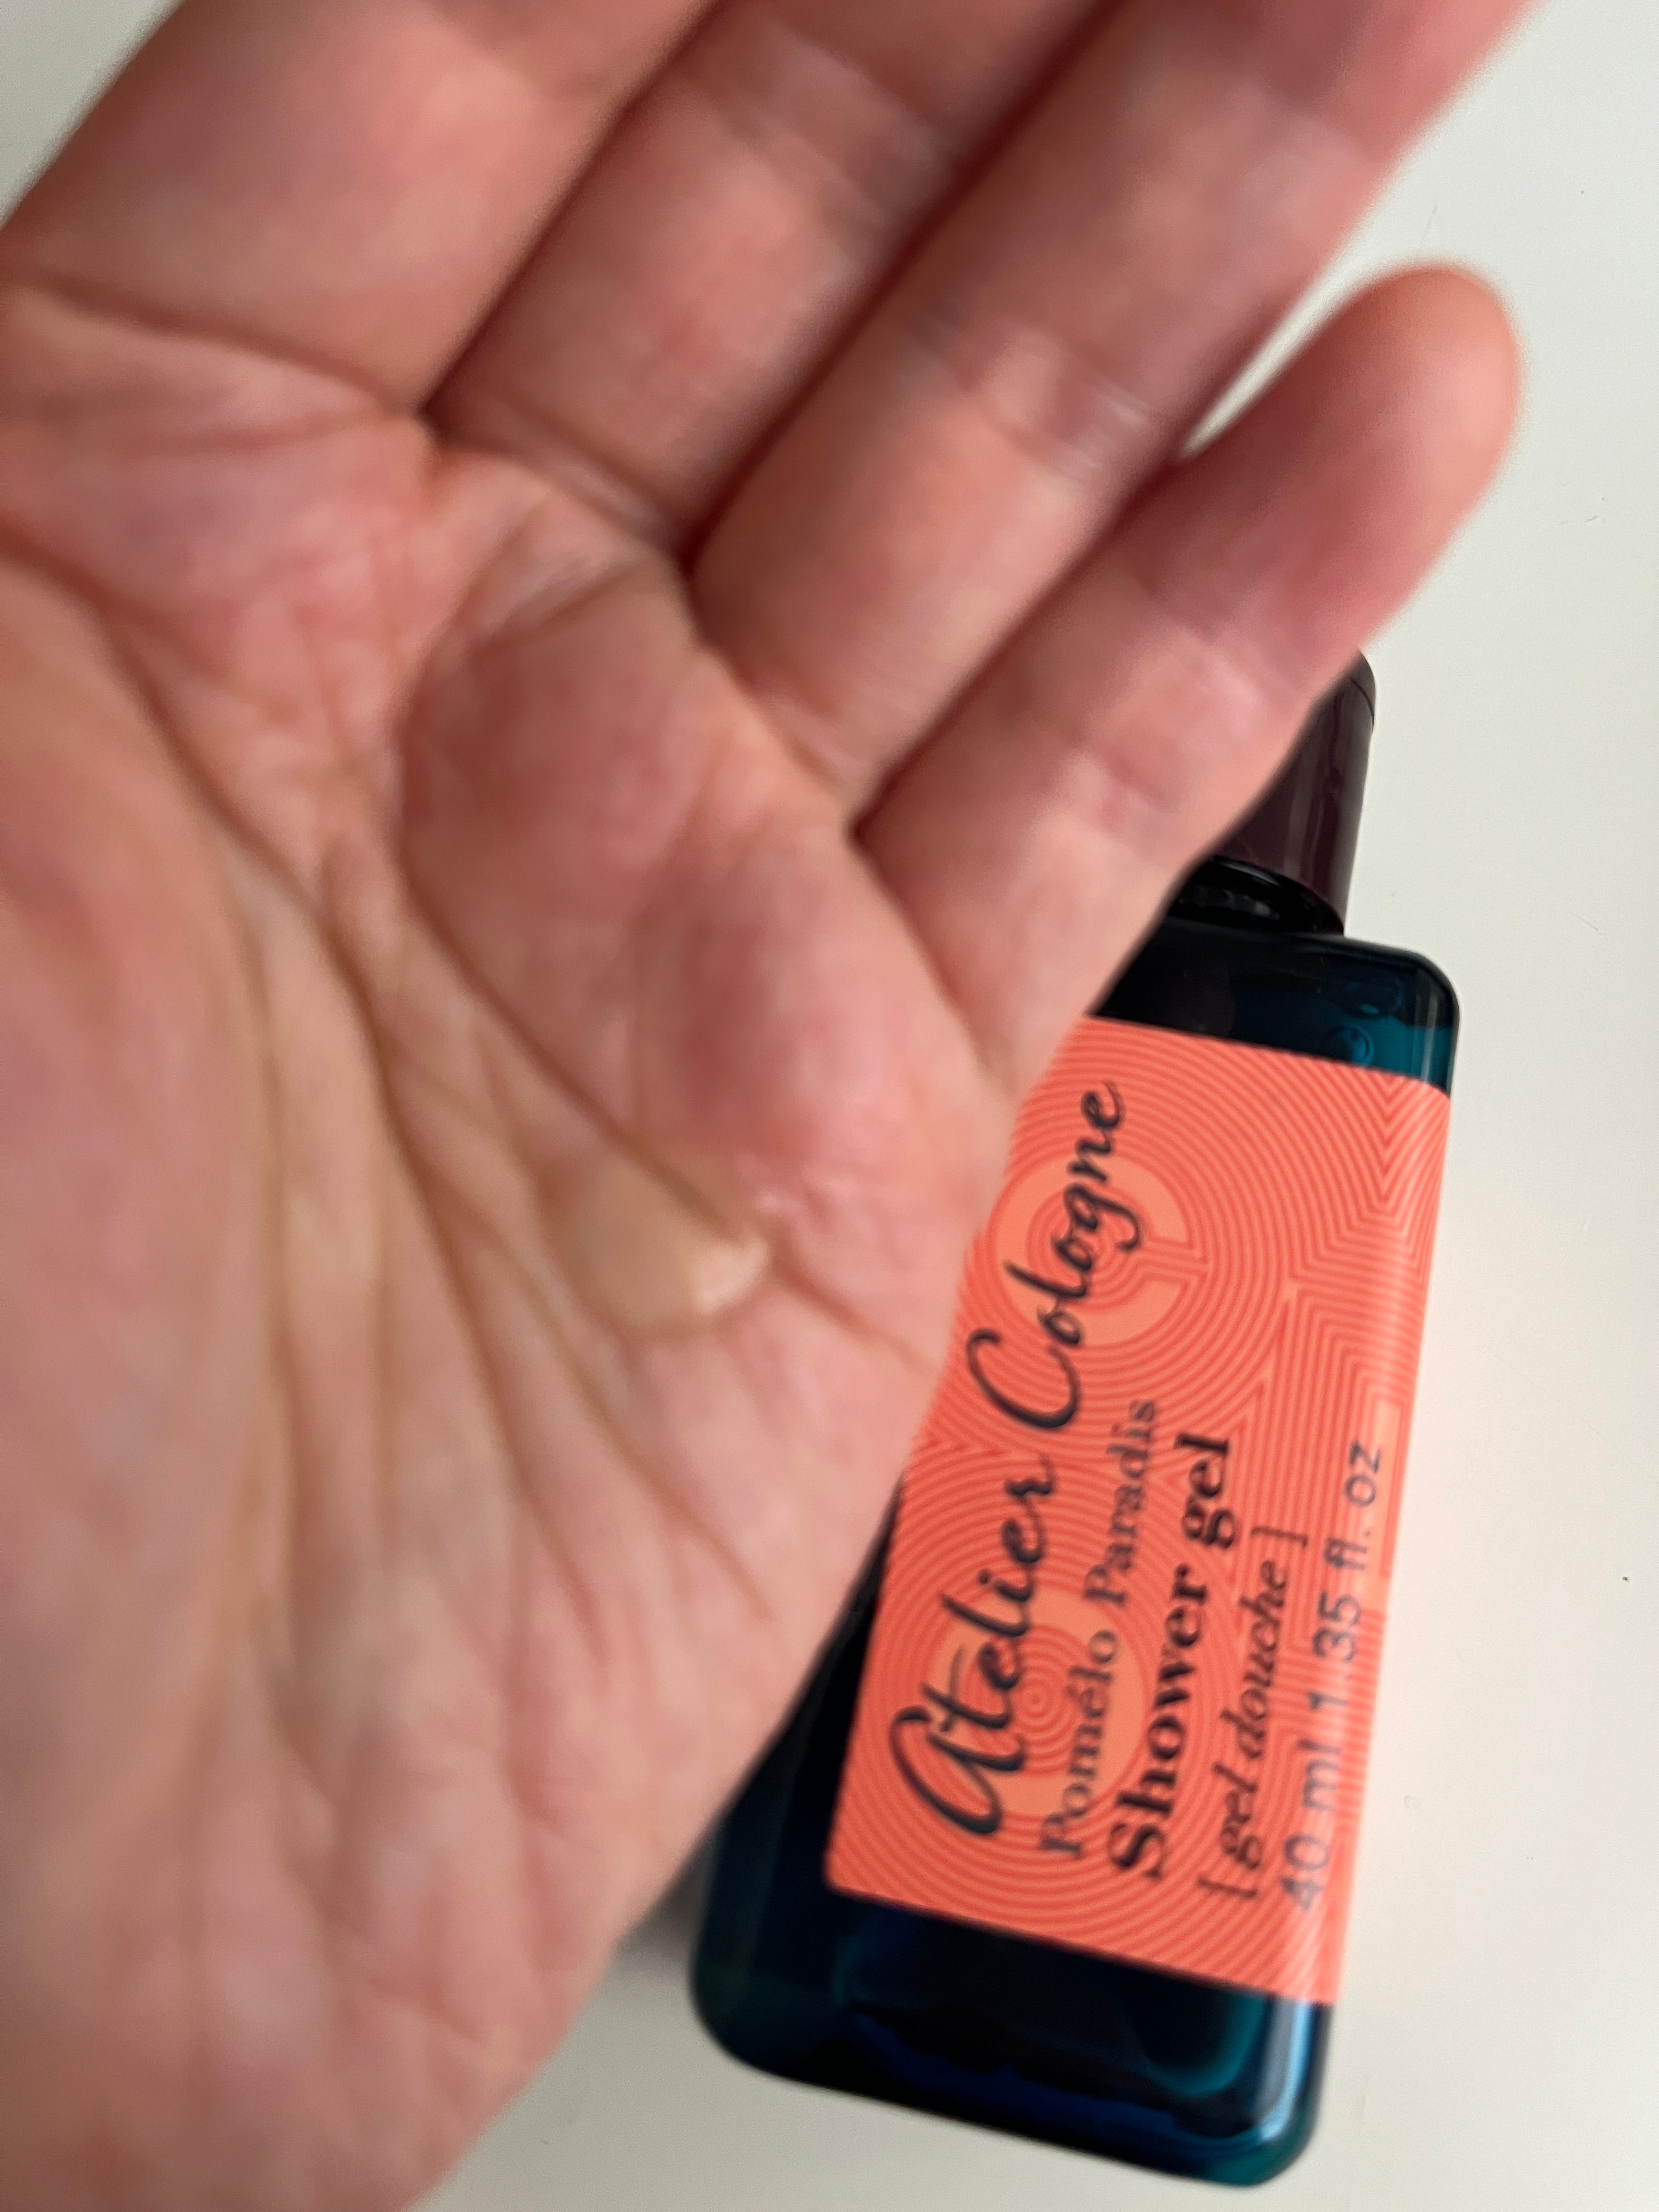 Atelier Cologne
Pomélo Paradis
Shower gel
[ gel douche ]
40 ml 1.35 fl. oz